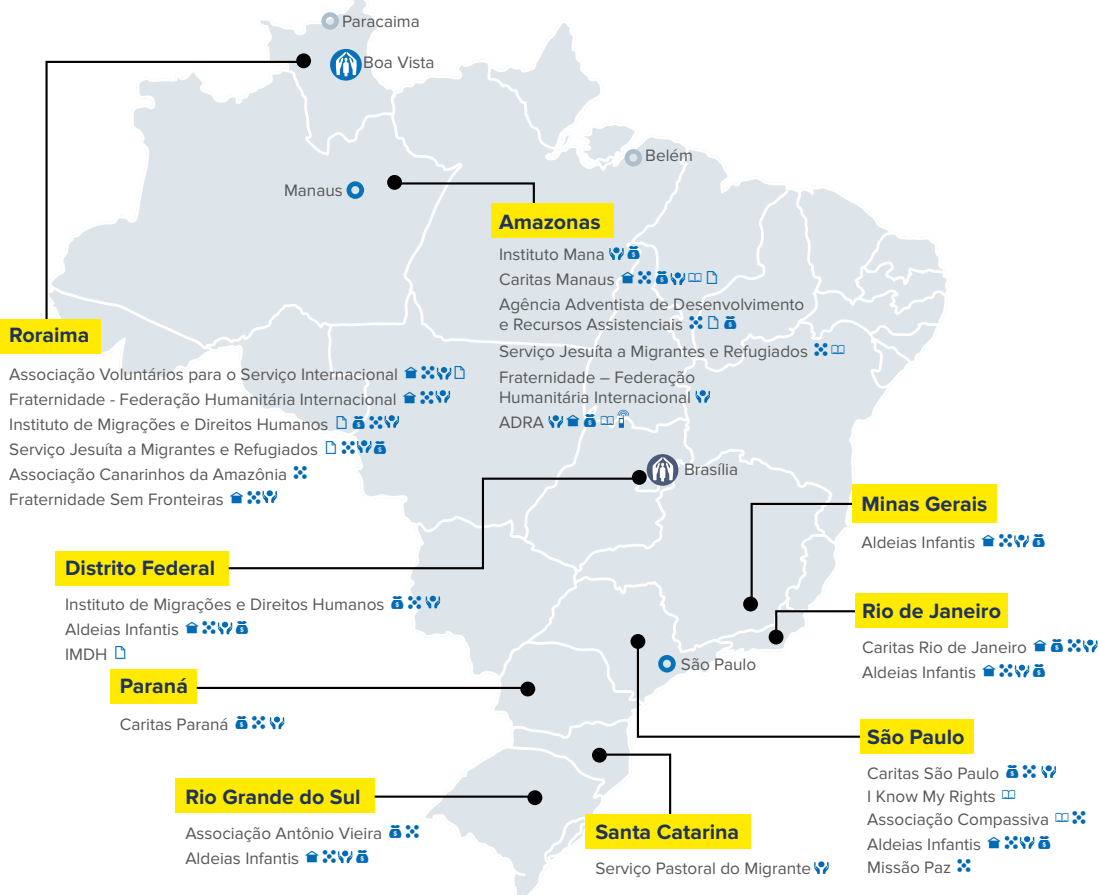 Paracaima
Boa Vista
Belém
Manaus
Amazonas
Instituto Mana
Caritas Manaus
Agência Adventista de Desenvolvimento
e Recursos Assistenciais
Serviço Jesuíta a Migrantes e Refugiados
Fraternidade – Federação
Humanitária Internacional
ADRA
Roraima
Associação Voluntários para o Serviço Internacional
Fraternidade - Federação Humanitária Internacional
Instituto de Migrações e Direitos Humanos
Serviço Jesuíta a Migrantes e Refugiados
Associação Canarinhos da Amazônia
Fraternidade Sem Fronteiras
Brasília
Minas Gerais
Aldeias Infantis
Distrito Federal
Instituto de Migrações e Direitos Humanos
Aldeias Infantis
IMDH
Rio de Janeiro
Caritas Rio de Janeiro
Aldeias Infantis
São Paulo
Paraná
Caritas Paraná
São Paulo
Caritas São Paulo
I Know My Rights
Associação Compassiva
Aldeias Infantis
Missão Paz
Rio Grande do Sul
Associação Antônio Vieira
Aldeias Infantis
Santa Catarina
Serviço Pastoral do Migrante